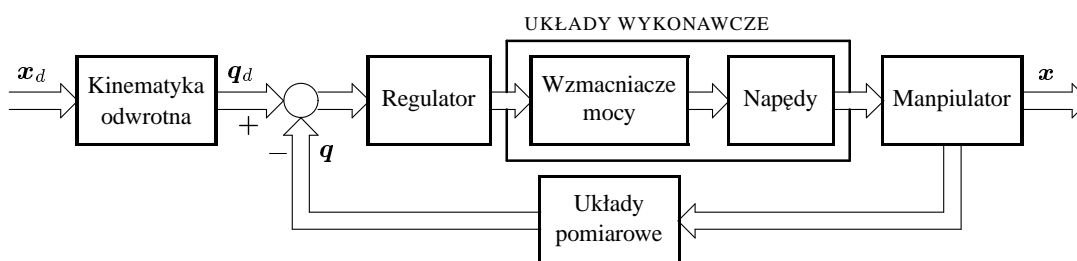 UKŁADY WYKONAWCZE
x_d
Kinematyka
odwrotna
q_d
+
−
q
Regulator
Wzmacniacze
mocy
Napędy
Manpiulator
x
Układy
pomiarowe